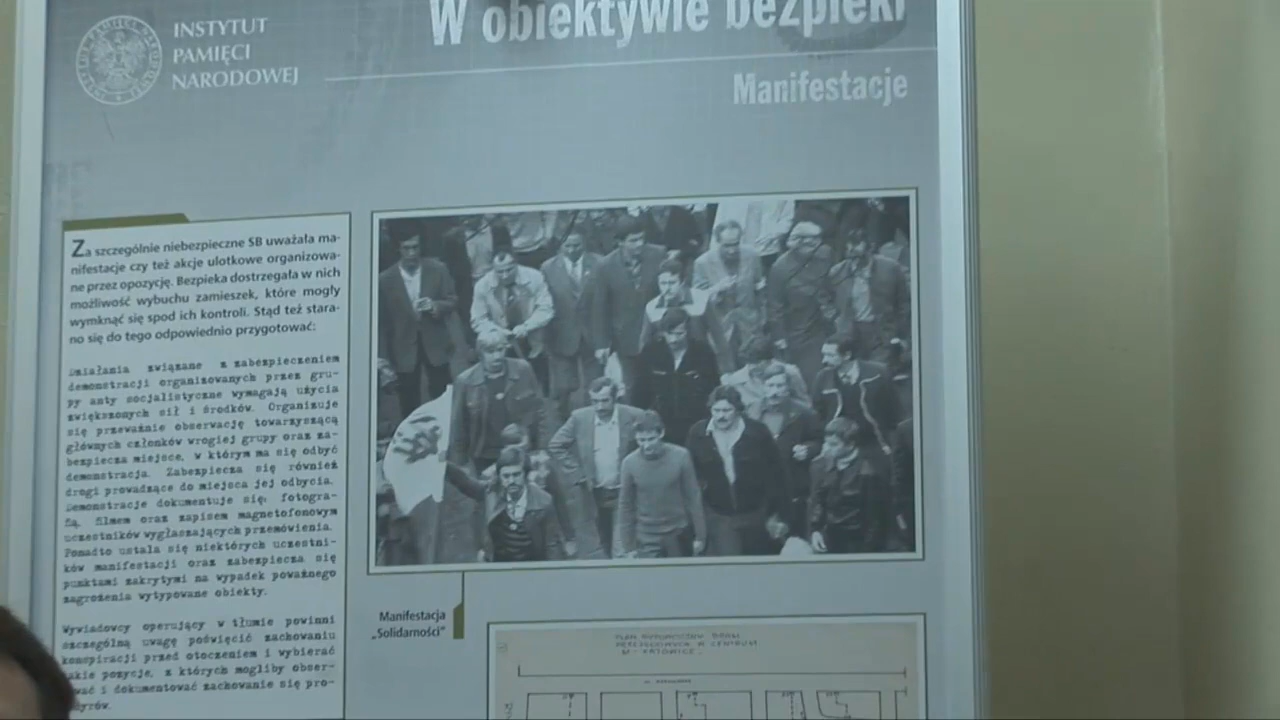 INSTYTUT
PAMIĘCI
NARODOWEJ
W obiektywie bezpieki
Manifestacje
Za szczególnie niebezpieczne SB uważała ma-
nifestacje czy też akcje ulotkowe organizowa-
ne przez opozycję. Bezpieka dostrzegała w nich
możliwość wybuchu zamieszek, które mogły
wymknąć się spod ich kontroli. Stąd też stara-
no się do tego odpowiednio przygotować:
Działania związane z zabezpieczeniem
demonstracji organizowanych przez gru-
py anty socjalistyczne wymagają użycia
zwiększonych sił i środków. Organizuje
się przeważnie obserwację towarzyszącą
głównych członków wrogiej grupy oraz za-
bezpiecza miejsce, w którym ma się odbyć
demonstracja. Zabezpiecza się również
drogi prowadzące do miejsca jej odbycia.
Demonstracje dokumentuje się: fotogra-
fią, filmem oraz zapisem magnetofonowym
uczestników wygłaszających przemówienia.
Ponadto ustala się niektórych uczestni-
ków manifestacji oraz zabezpiecza się
punktami zakrytymi na wypadek poważnego
zagrożenia wytypowane obiekty.
Wywiadowcy operujący w tłumie powinni
szczególną uwagę poświęcić zachowaniu
konspiracji przed otoczeniem i wybierać
takie pozycje, z których mogliby obser-
wać i dokumentować zachowanie się pro-
Manifestacja
„Solidarności”
PLAN SYTUACYJNY
W CENTRUM
KATOWICE